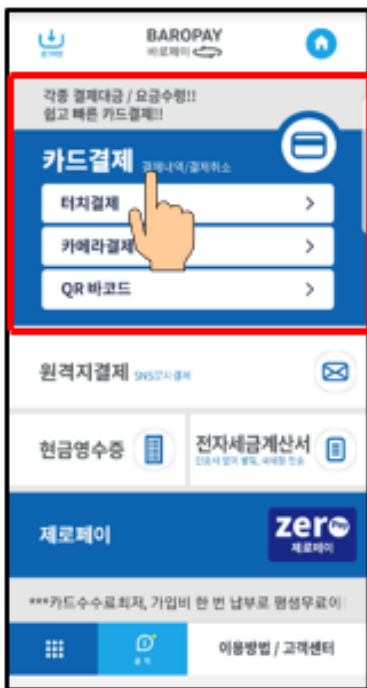 BAROPAY
바로페이
각종 결제대금 / 요금수령!!
쉽고 빠른 카드결제!!
카드결제 결제내역/결제취소
터치결제
카메라결제
QR 바코드
원격지결제 SNS문자결제
현금영수증
전자세금계산서
제로페이
zero Pay
제로페이
***카드수수료최저, 가입비 한 번 납부로 평생무료이
이용방법 / 고객센터